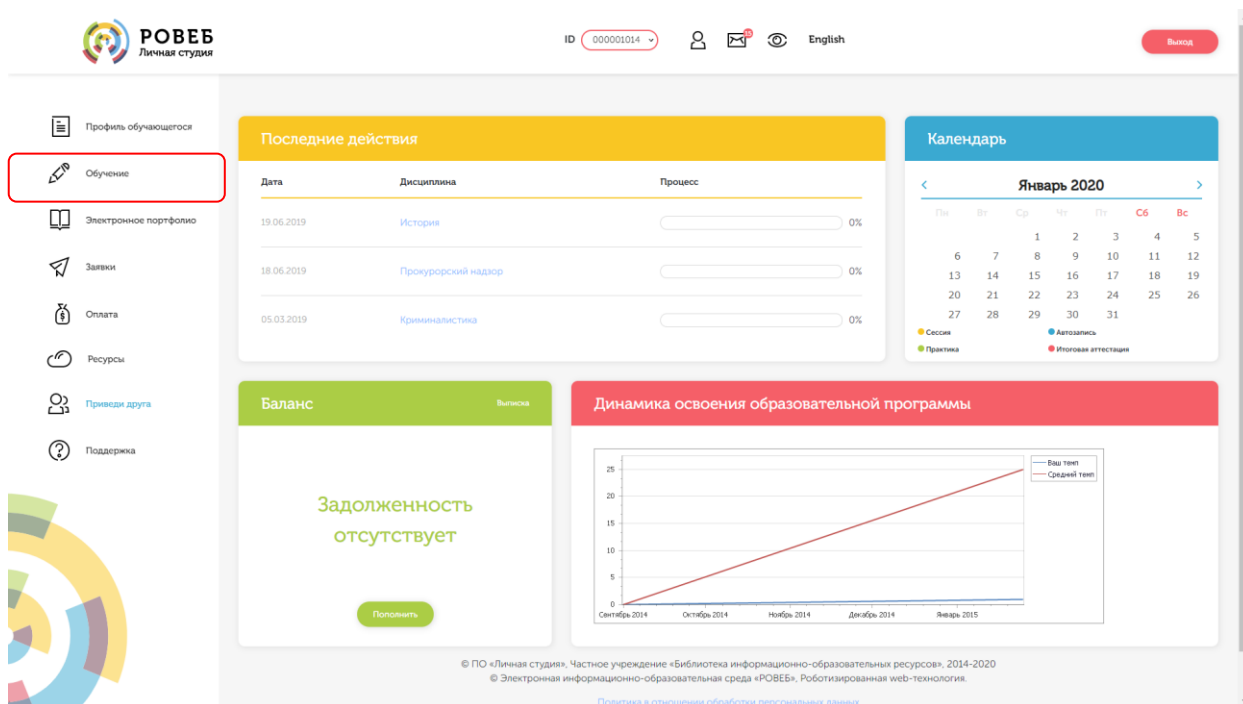 РОВЕБ
Личная студия
ID 000001014
English
Выход
Профиль обучающегося
Обучение
Электронное портфолио
Заявки
Оплата
Ресурсы
Приведи друга
Поддержка
Последние действия
Дата Дисциплина Процесс
19.06.2019 История 0%
18.06.2019 Прокурорский надзор 0%
05.03.2019 Криминалистика 0%
Календарь
Январь 2020
Пн Вт Ср Чт Пт Сб Вс
1 2 3 4 5
6 7 8 9 10 11 12
13 14 15 16 17 18 19
20 21 22 23 24 25 26
27 28 29 30 31
Сессия Автозапись
Практика Итоговая аттестация
Баланс Выписка
Задолженность
отсутствует
Пополнить
Динамика освоения образовательной программы
25
20
15
10
5
0
Сентябрь 2014 Октябрь 2014 Ноябрь 2014 Декабрь 2014 Январь 2015
Ваш темп
Средний темп
© ПО «Личная студия», Частное учреждение «Библиотека информационно-образовательных ресурсов», 2014-2020
© Электронная информационно-образовательная среда «РОВЕБ», Роботизированная web-технология.
Политика в отношении обработки персональных данных